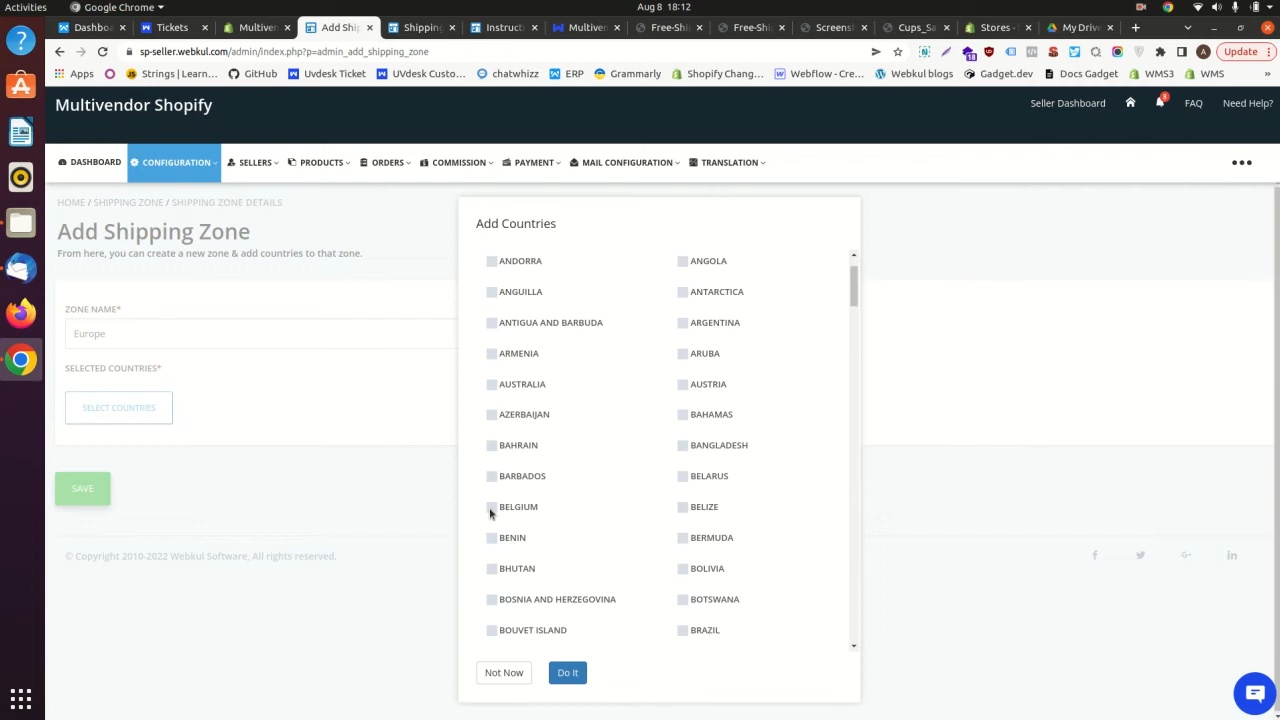 Aug 8 18:12
Dashbo
Tickets
Multiven
Add Ship
Shipping
Instructi
Multiven
Free-Shi
Free-Shi
Screensh
Cups_Sa
Stores -
My Drive
sp-seller.webkul.com/admin/index.php?p=admin_add_shipping_zone
18
A
Update
Apps
Strings | Learn...
GitHub
Uvdesk Ticket
UVdesk Custo...
chatwhizz
ERP
Grammarly
Shopify Chang...
Webflow - Cre...
Webkul blogs
Gadget.dev
Docs Gadget
WMS3
WMS
Multivendor Shopify
Seller Dashboard
8
FAQ
Need Help?
DASHBOARD
CONFIGURATION
SELLERS
PRODUCTS
ORDERS
COMMISSION
PAYMENT
MAIL CONFIGURATION
TRANSLATION
HOME / SHIPPING ZONE / SHIPPING ZONE DETAILS
Add Shipping Zone
From here, you can create a new zone & add countries to that zone.
ZONE NAME*
Europe
SELECTED COUNTRIES*
SELECT COUNTRIES
SAVE
© Copyright 2010-2022 Webkul Software, All rights reserved.
Add Countries
ANDORRA
ANGOLA
ANGUILLA
ANTARCTICA
ANTIGUA AND BARBUDA
ARGENTINA
ARMENIA
ARUBA
AUSTRALIA
AUSTRIA
AZERBAIJAN
BAHAMAS
BAHRAIN
BANGLADESH
BARBADOS
BELARUS
BELGIUM
BELIZE
BENIN
BERMUDA
BHUTAN
BOLIVIA
BOSNIA AND HERZEGOVINA
BOTSWANA
BOUVET ISLAND
BRAZIL
Not Now
Do It